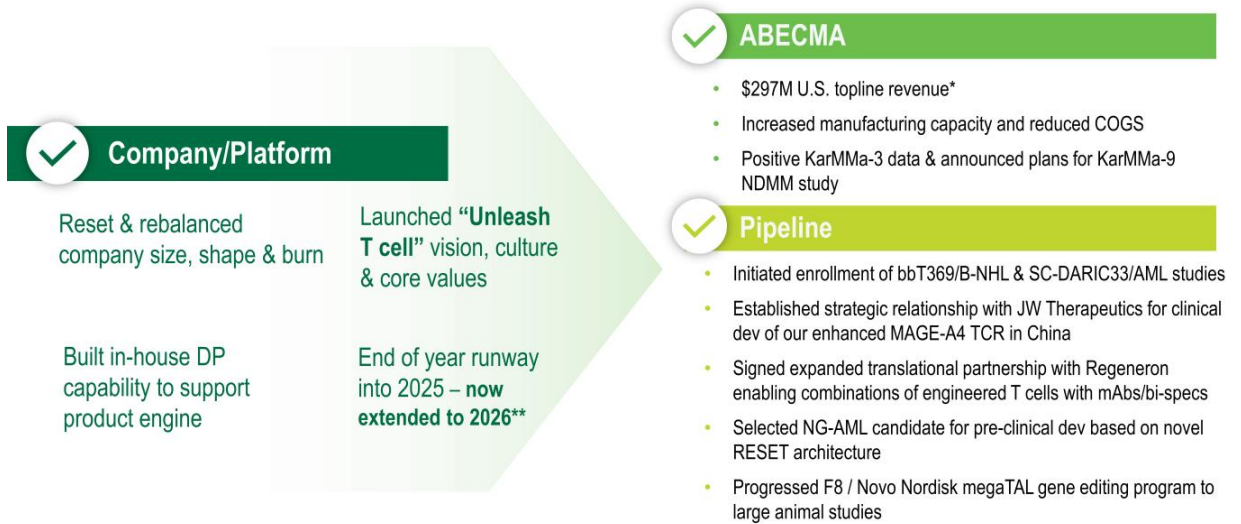 Company/Platform
Reset & rebalanced
company size, shape & burn
Launched “Unleash
T cell” vision, culture
& core values
Built in-house DP
capability to support
product engine
End of year runway
into 2025 – now
extended to 2026**
ABECMA
• $297M U.S. topline revenue*
• Increased manufacturing capacity and reduced COGS
• Positive KarMMa-3 data & announced plans for KarMMa-9
NDMM study
Pipeline
• Initiated enrollment of bbT369/B-NHL & SC-DARIC33/AML studies
• Established strategic relationship with JW Therapeutics for clinical
dev of our enhanced MAGE-A4 TCR in China
• Signed expanded translational partnership with Regeneron
enabling combinations of engineered T cells with mAbs/bi-specs
• Selected NG-AML candidate for pre-clinical dev based on novel
RESET architecture
• Progressed F8 / Novo Nordisk megaTAL gene editing program to
large animal studies